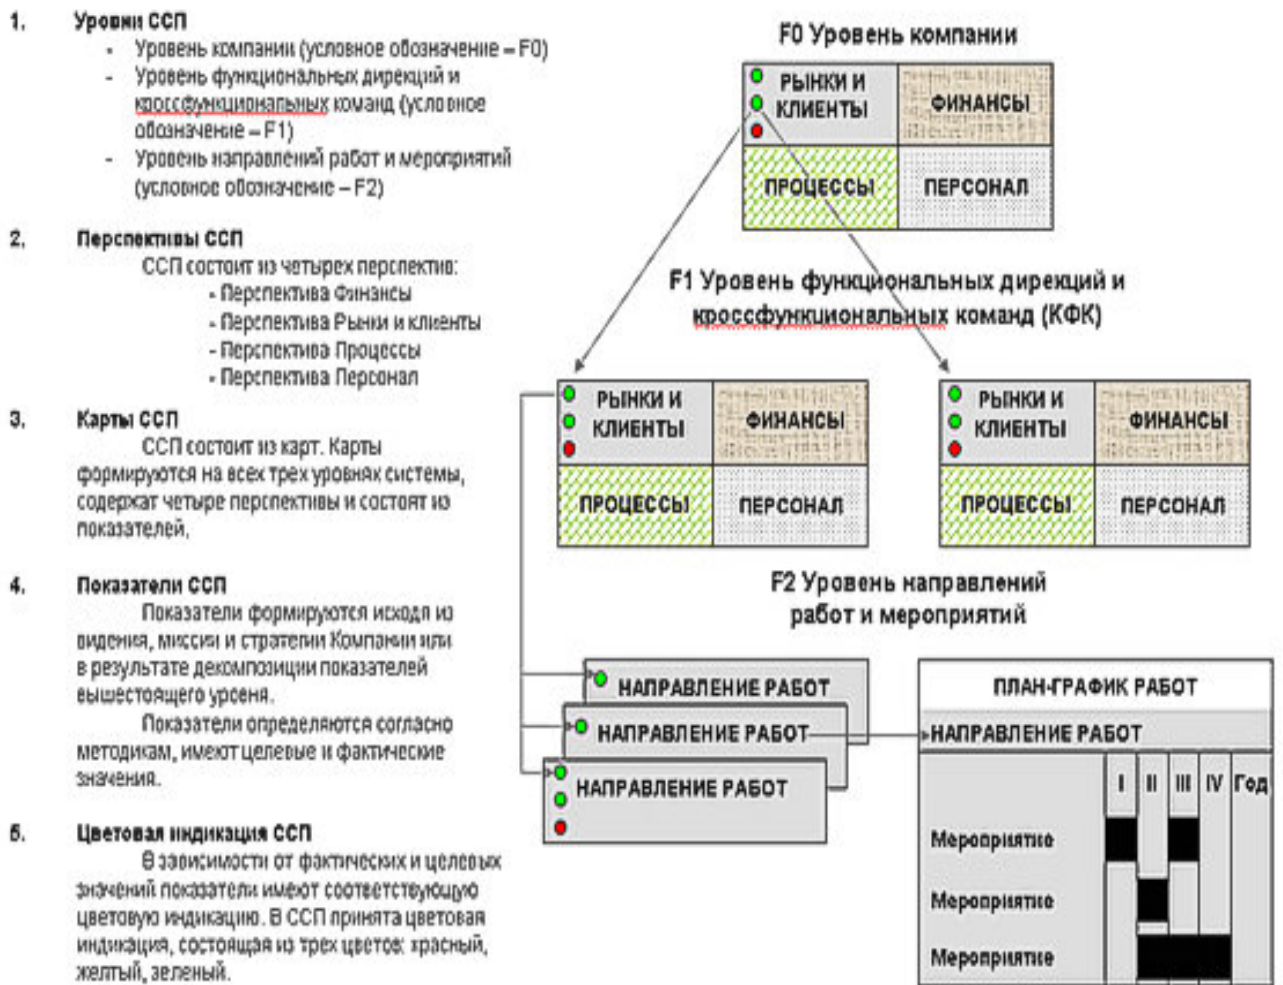 1. Уровни ССП
- Уровень компании (условное обозначение – F0)
- Уровень функциональных дирекций и
кроссфункциональных команд (условное
обозначение – F1)
- Уровень направлений работ и мероприятий
(условное обозначение – F2)
2. Перспективы ССП
ССП состоит из четырех перспектив:
- Перспектива Финансы
- Перспектива Рынки и клиенты
- Перспектива Процессы
- Перспектива Персонал
3. Карты ССП
ССП состоит из карт. Карты
формируются на всех трех уровнях системы,
содержат четыре перспективы и состоят из
показателей.
4. Показатели ССП
Показатели формируются исходя из
видения, миссии и стратегии Компании или
в результате декомпозиции показателей
вышестоящего уровня.
Показатели определяются согласно
методикам, имеют целевые и фактические
значения.
5. Цветовая индикация ССП
В зависимости от фактических и целевых
значений показатели имеют соответствующую
цветовую индикацию. В ССП принята цветовая
индикация, состоящая из трех цветов: красный,
желтый, зеленый.
F0 Уровень компании
РЫНКИ И
КЛИЕНТЫ
ФИНАНСЫ
ПРОЦЕССЫ
ПЕРСОНАЛ
F1 Уровень функциональных дирекций и
кроссфункциональных команд (КФК)
РЫНКИ И
КЛИЕНТЫ
ФИНАНСЫ
ПРОЦЕССЫ
ПЕРСОНАЛ
РЫНКИ И
КЛИЕНТЫ
ФИНАНСЫ
ПРОЦЕССЫ
ПЕРСОНАЛ
F2 Уровень направлений
работ и мероприятий
НАПРАВЛЕНИЕ РАБОТ
НАПРАВЛЕНИЕ РАБОТ
НАПРАВЛЕНИЕ РАБОТ
ПЛАН-ГРАФИК РАБОТ
НАПРАВЛЕНИЕ РАБОТ
I II III IV Год
Мероприятие
Мероприятие
Мероприятие